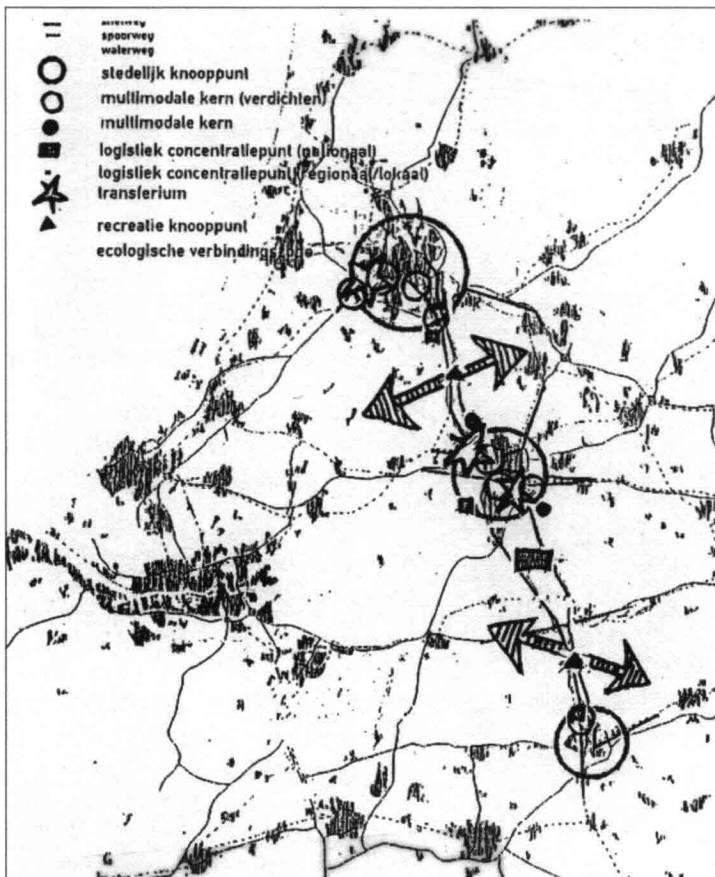 snelweg
spoorweg
waterweg
stedelijk knooppunt
multimodale kern (verdichten)
multimodale kern
logistiek concentratiepunt (nationaal)
logistiek concentratiepunt (regionaal/lokaal)
transferium
recreatie knooppunt
ecologische verbindingszone